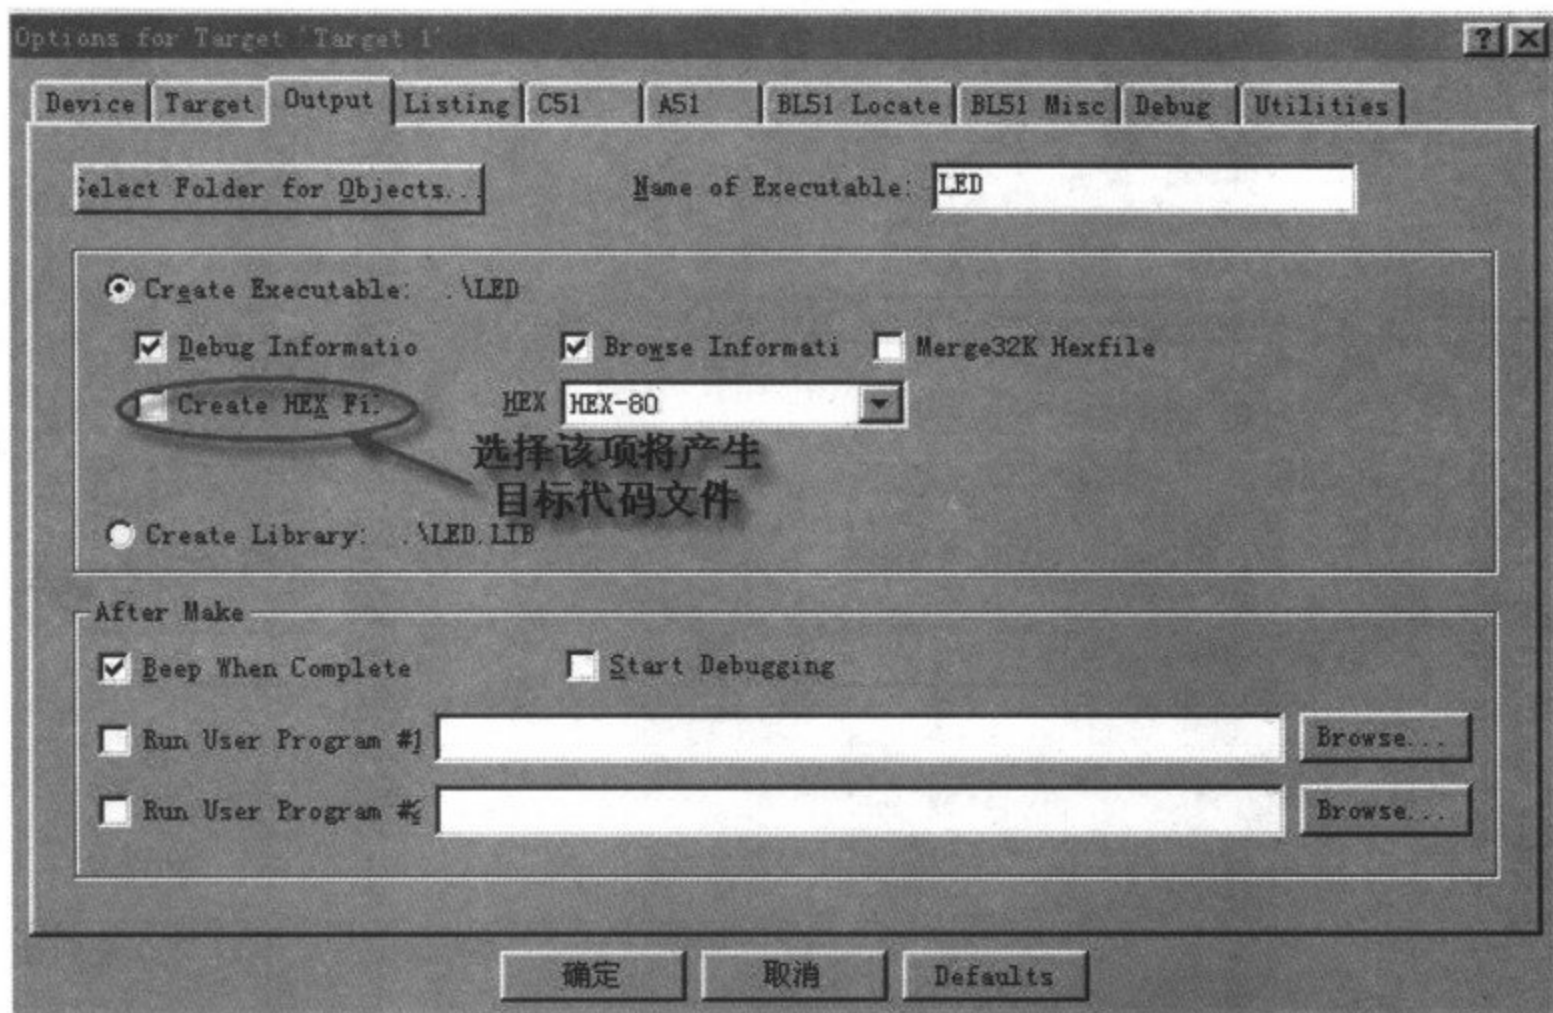 Options for Target 'Target 1'
Device Target Output Listing C51 A51 BL51 Locate BL51 Misc Debug Utilities
Select Folder for Objects... Name of Executable: LED
Create Executable: .\LED
Debug Informatio Browse Informati Merge32K Hexfile
Create HEX Fi: HEX HEX-80
选择该项将产生
目标代码文件
Create Library: .\LED.LIB
After Make
Beep When Complete Start Debugging
Run User Program #1 Browse...
Run User Program #2 Browse...
确定 取消 Defaults